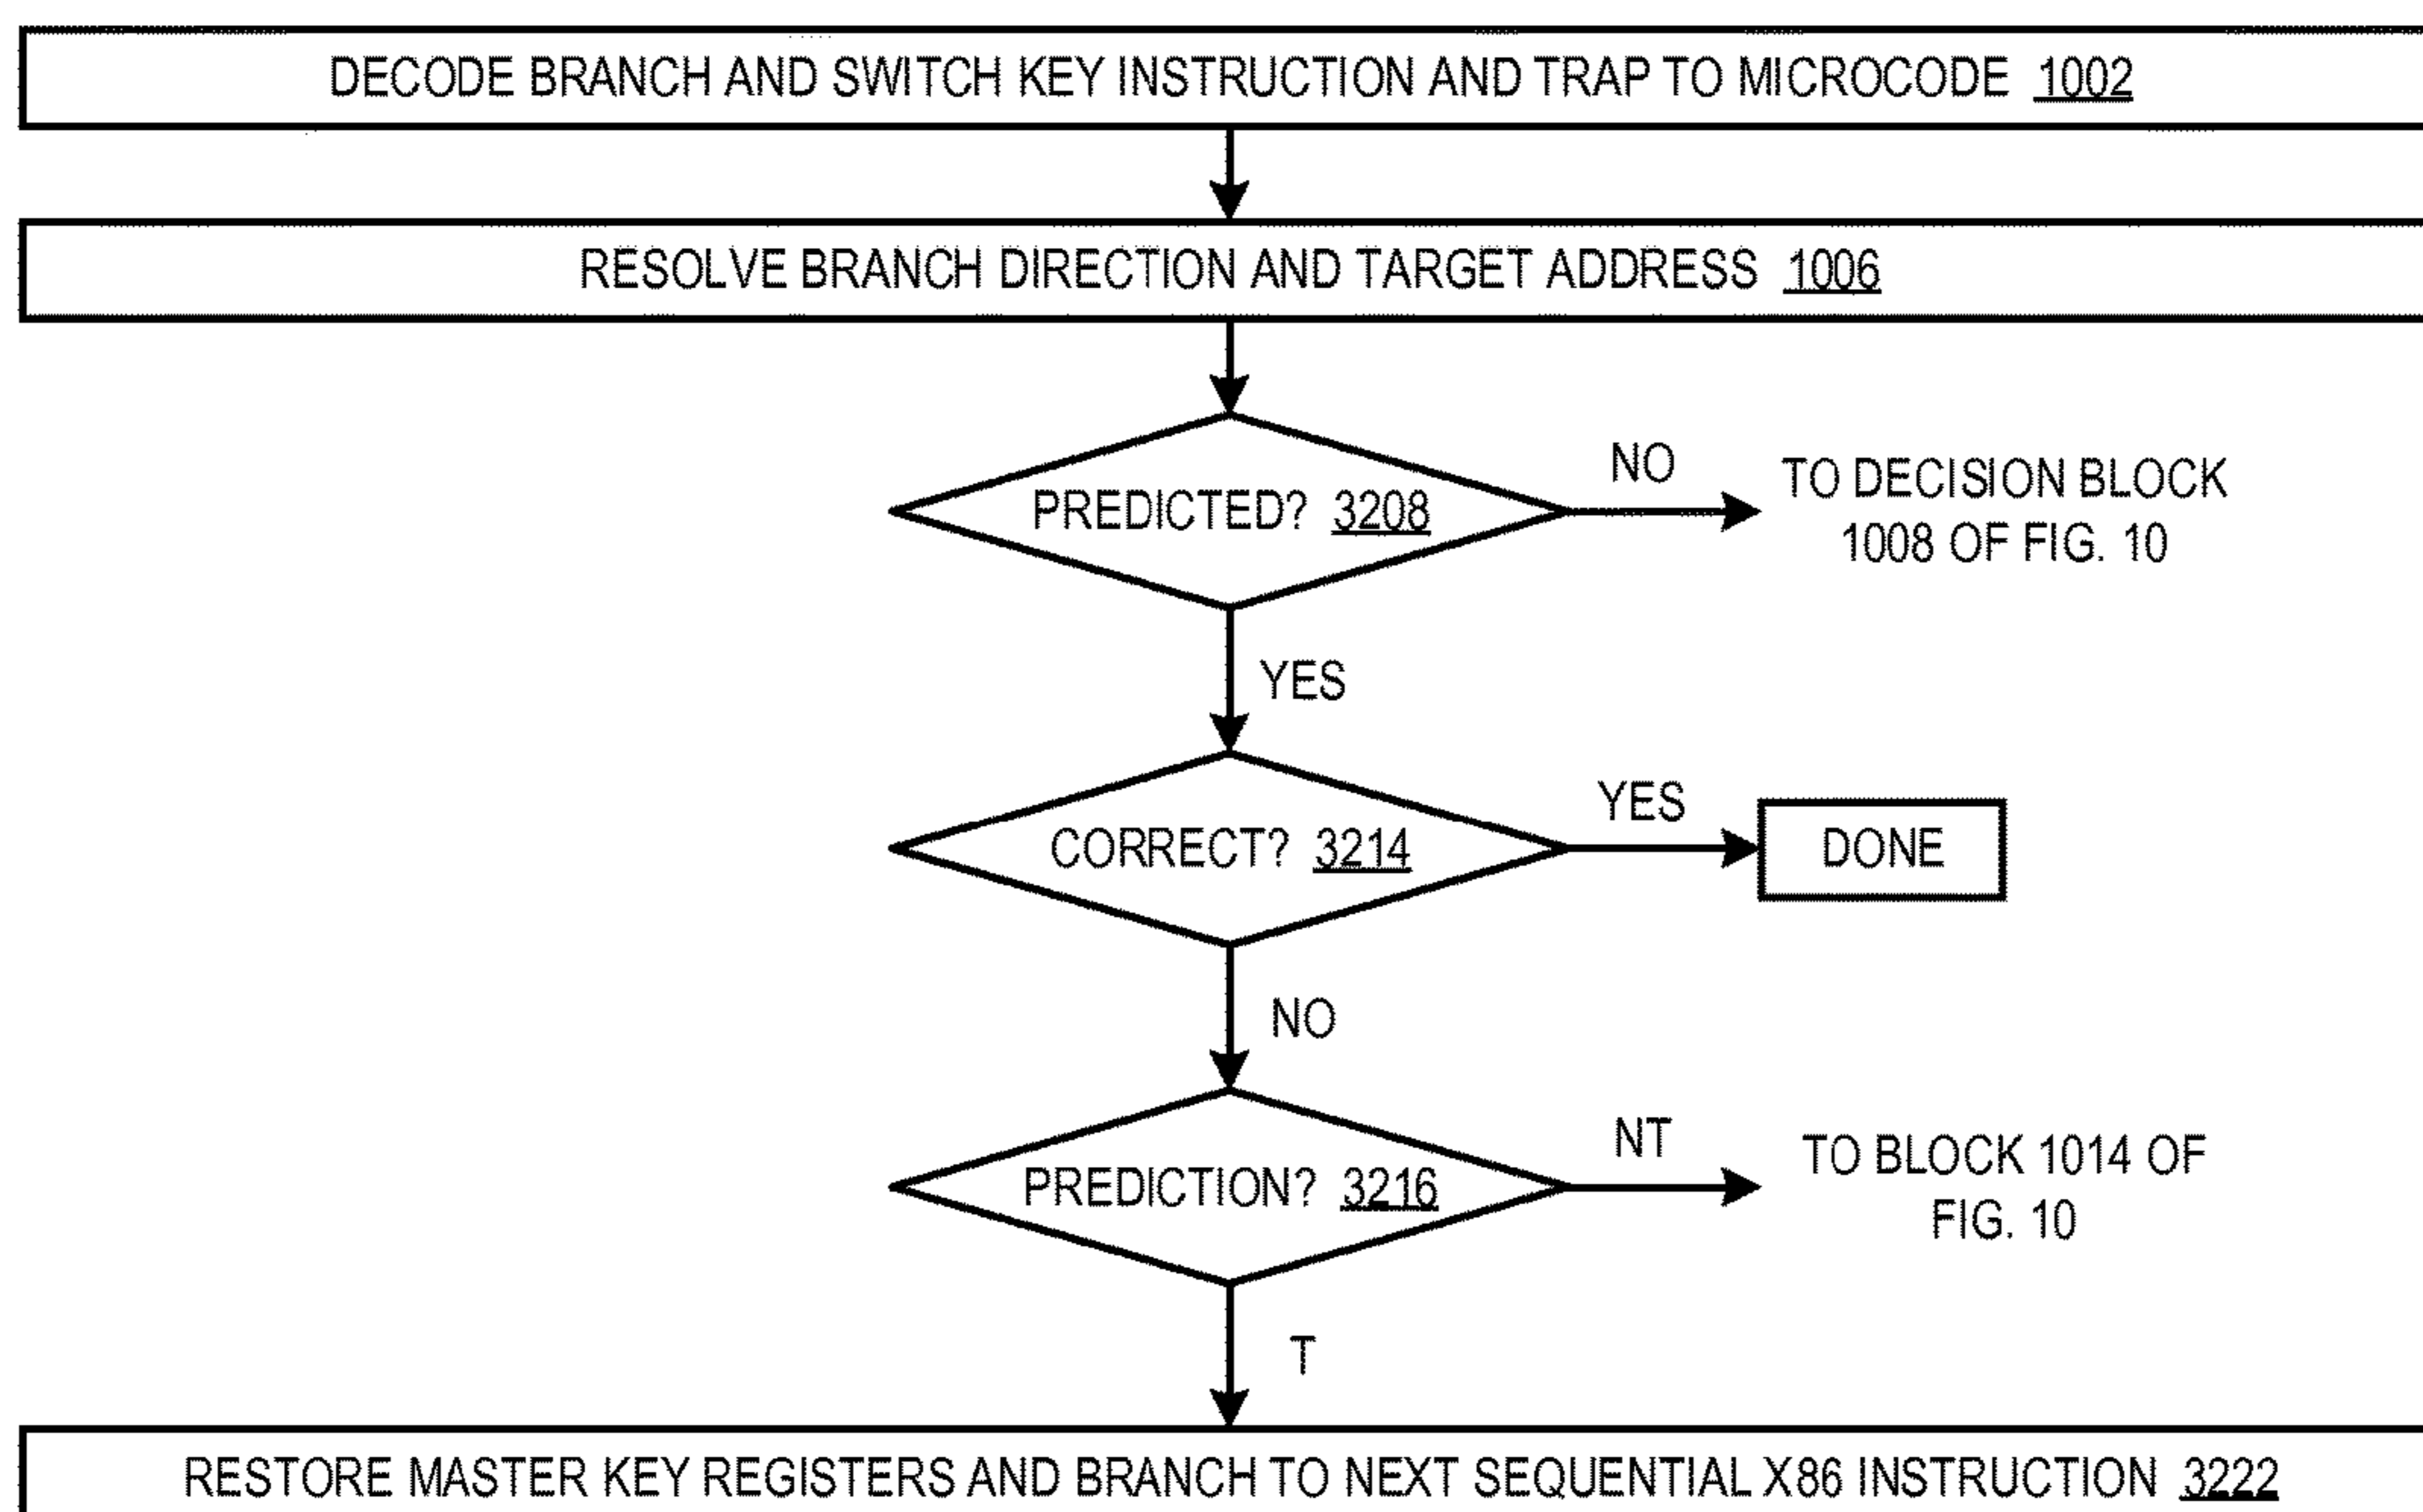 DECODE BRANCH AND SWITCH KEY INSTRUCTION AND TRAP TO MICROCODE 1002
RESOLVE BRANCH DIRECTION AND TARGET ADDRESS 1006
PREDICTED? 3208
NO
TO DECISION BLOCK
1008 OF FIG. 10
YES
CORRECT? 3214
YES
DONE
NO
PREDICTION? 3216
NT
TO BLOCK 1014 OF
FIG. 10
T
RESTORE MASTER KEY REGISTERS AND BRANCH TO NEXT SEQUENTIAL X86 INSTRUCTION 3222